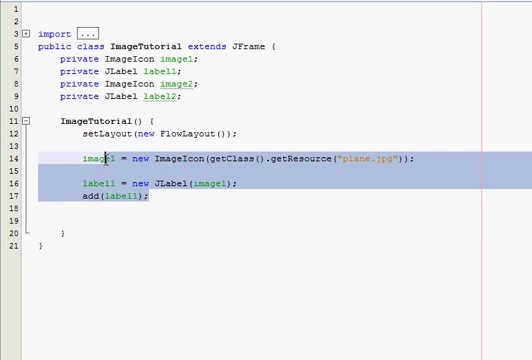 1
2
3 import ...
5 public class ImageTutorial extends JFrame {
6 private ImageIcon image1;
7 private JLabel label1;
8 private ImageIcon image2;
9 private JLabel label2;
10
11 ImageTutorial() {
12 setLayout(new FlowLayout());
13
14 image1 = new ImageIcon(getClass().getResource("plane.jpg"));
15
16 label1 = new JLabel(image1);
17 add(label1);
18
19
20 }
21 }